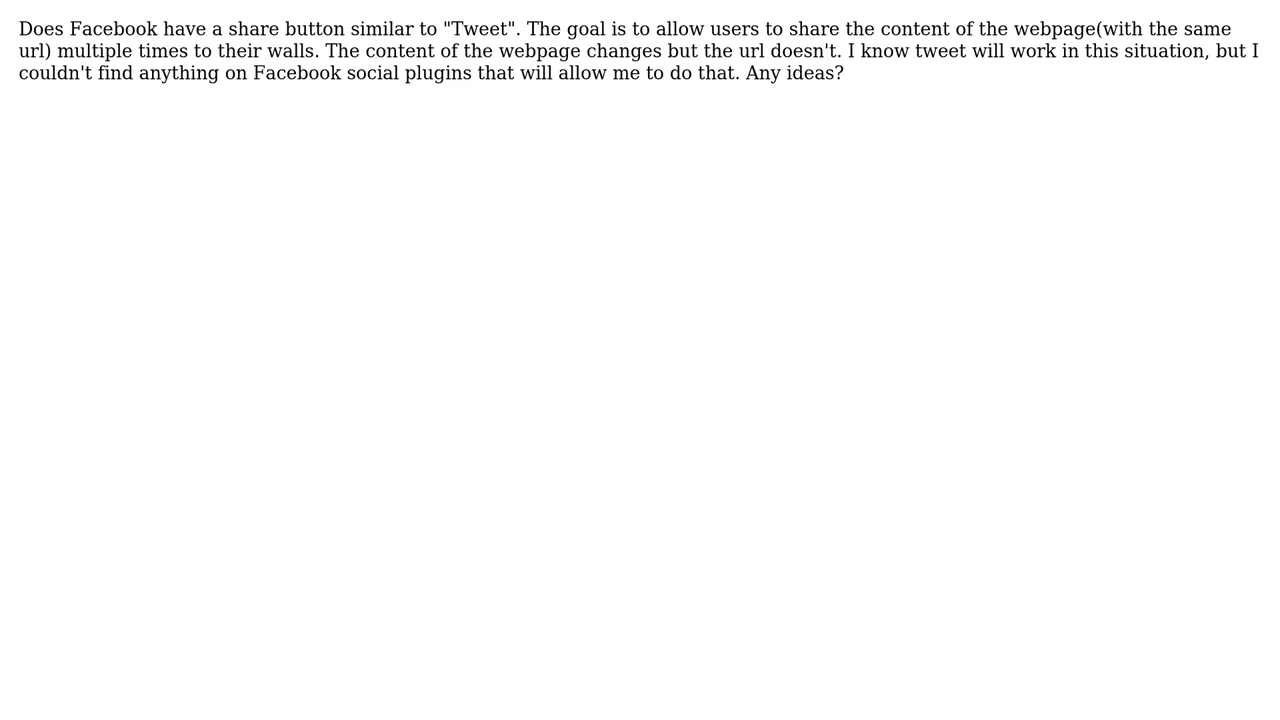 Does Facebook have a share button similar to "Tweet". The goal is to allow users to share the content of the webpage(with the same
url) multiple times to their walls. The content of the webpage changes but the url doesn't. I know tweet will work in this situation, but I
couldn't find anything on Facebook social plugins that will allow me to do that. Any ideas?